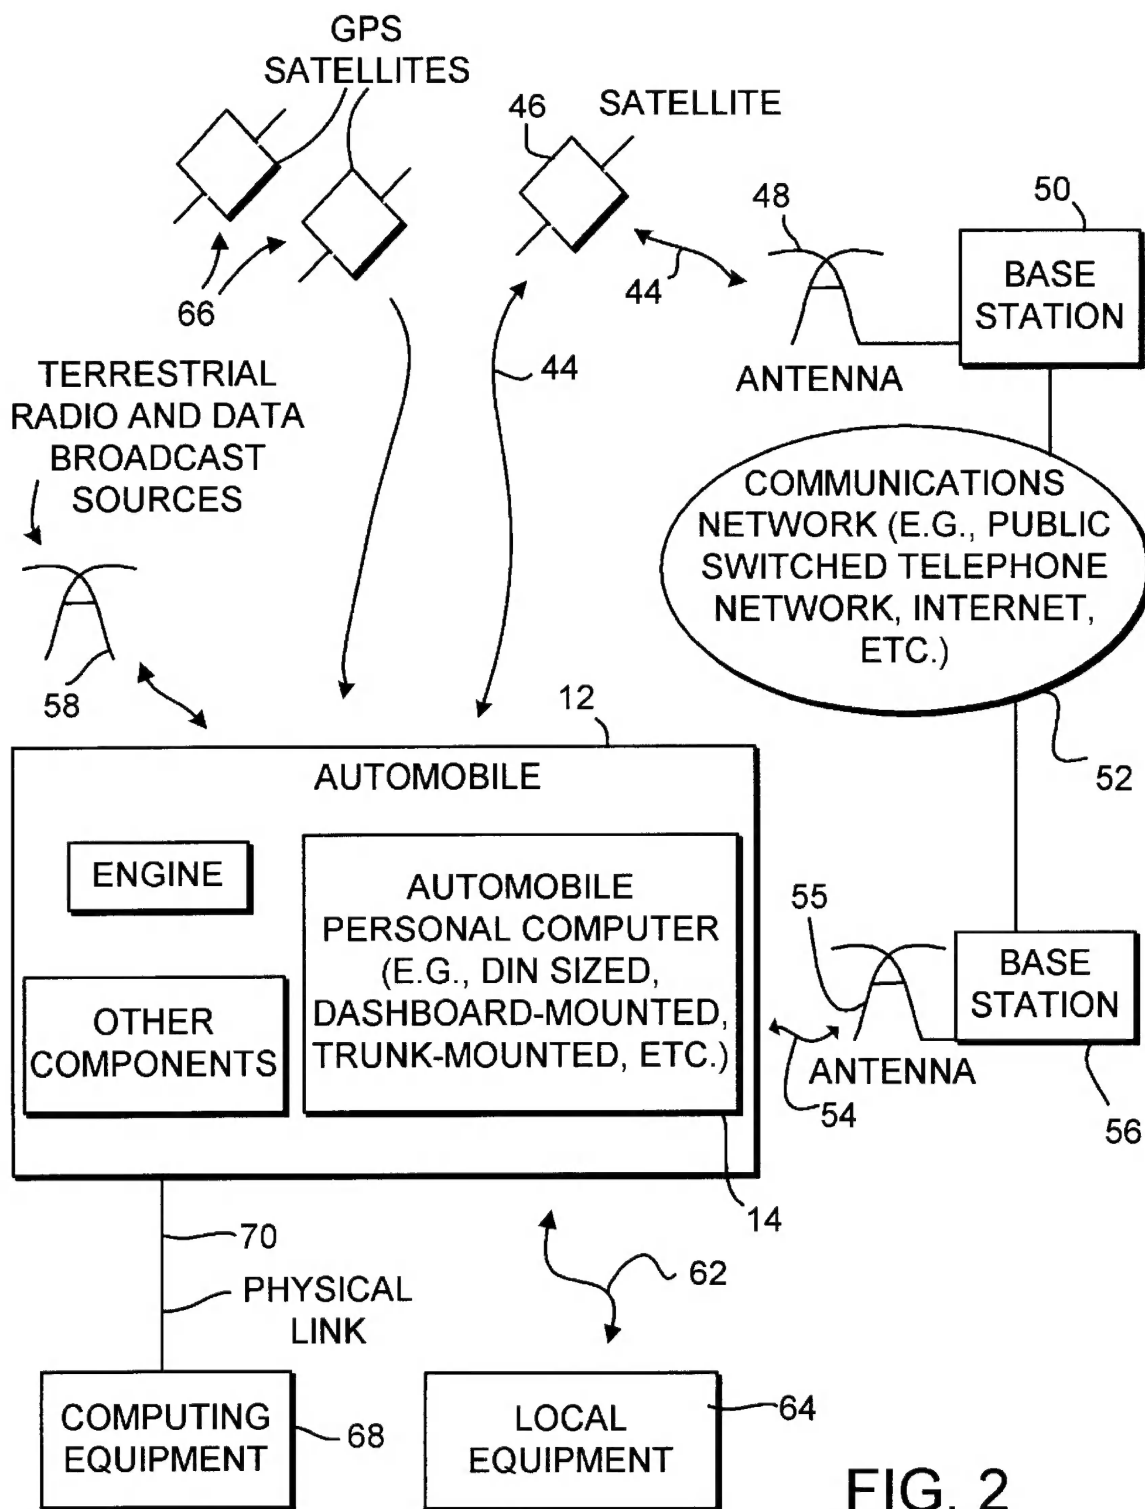 GPS
SATELLITES
46
SATELLITE
48
50
BASE
STATION
44
66
44
ANTENNA
TERRESTRIAL
RADIO AND DATA
BROADCAST
SOURCES
COMMUNICATIONS
NETWORK (E.G., PUBLIC
SWITCHED TELEPHONE
NETWORK, INTERNET,
ETC.)
58
12
52
AUTOMOBILE
ENGINE
AUTOMOBILE
PERSONAL COMPUTER
(E.G., DIN SIZED,
DASHBOARD-MOUNTED,
TRUNK-MOUNTED, ETC.)
OTHER
COMPONENTS
55
BASE
STATION
ANTENNA
54
56
14
70
62
PHYSICAL
LINK
COMPUTING
EQUIPMENT
68
LOCAL
EQUIPMENT
64
FIG. 2